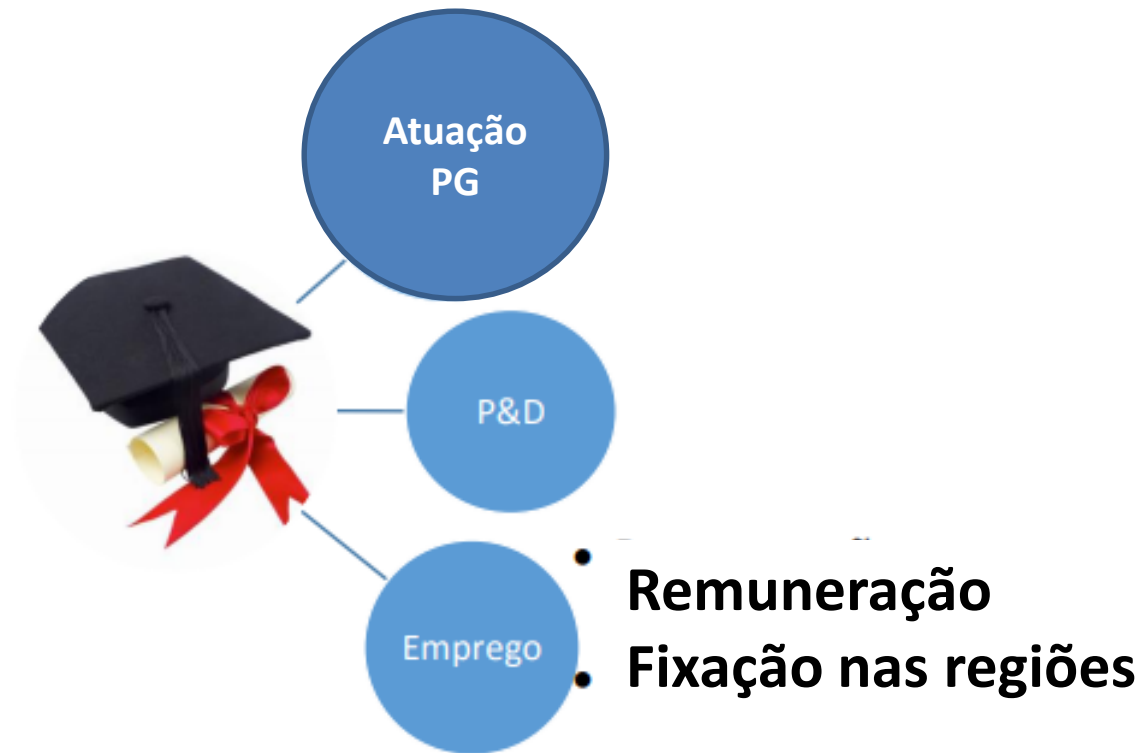 Atuação
PG
P&D
Emprego
• Remuneração
• Fixação nas regiões